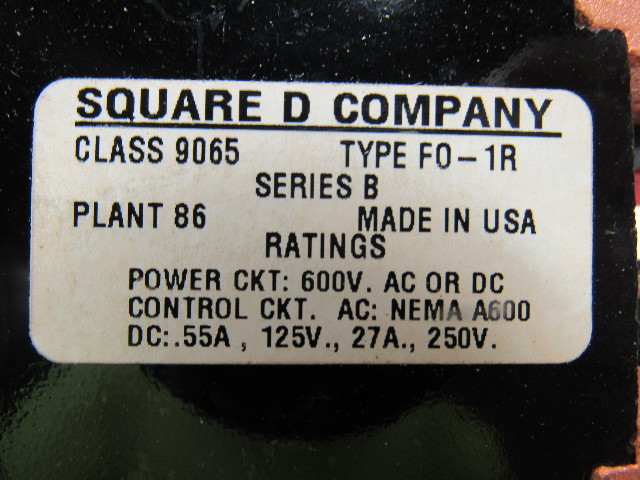 SQUARE D COMPANY
CLASS 9065 TYPE FO-1R
SERIES B
PLANT 86 MADE IN USA
RATINGS
POWER CKT: 600V. AC OR DC
CONTROL CKT. AC: NEMA A600
DC:.55A , 125V., 27A., 250V.